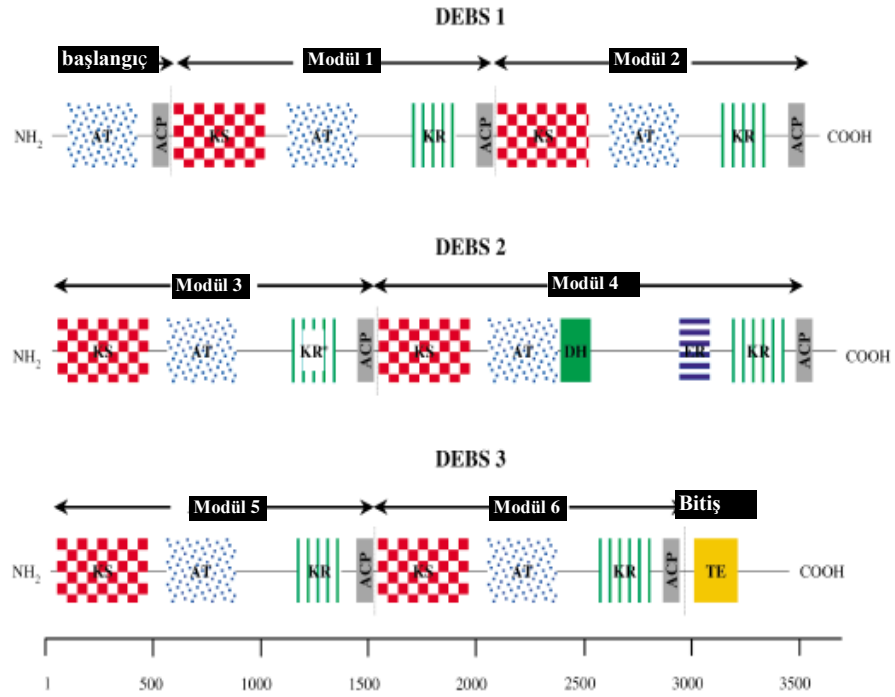 DEBS 1
başlangıç Modül 1 Modül 2
NH2 AT ACP KS AT KR ACP KS AT KR ACP COOH
DEBS 2
Modül 3 Modül 4
NH2 KS AT KR* ACP KS AT DH ER KR ACP COOH
DEBS 3
Modül 5 Modül 6 Bitiş
NH2 KS AT KR ACP KS AT KR ACP TE COOH
1 500 1000 1500 2000 2500 3000 3500